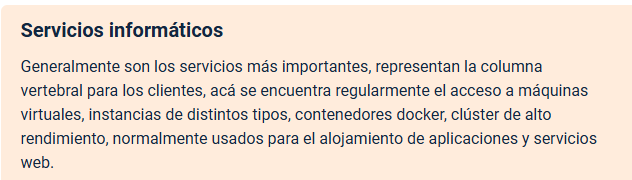 Servicios informáticos
Generalmente son los servicios más importantes, representan la columna
vertebral para los clientes, acá se encuentra regularmente el acceso a máquinas
virtuales, instancias de distintos tipos, contenedores docker, clúster de alto
rendimiento, normalmente usados para el alojamiento de aplicaciones y servicios
web.